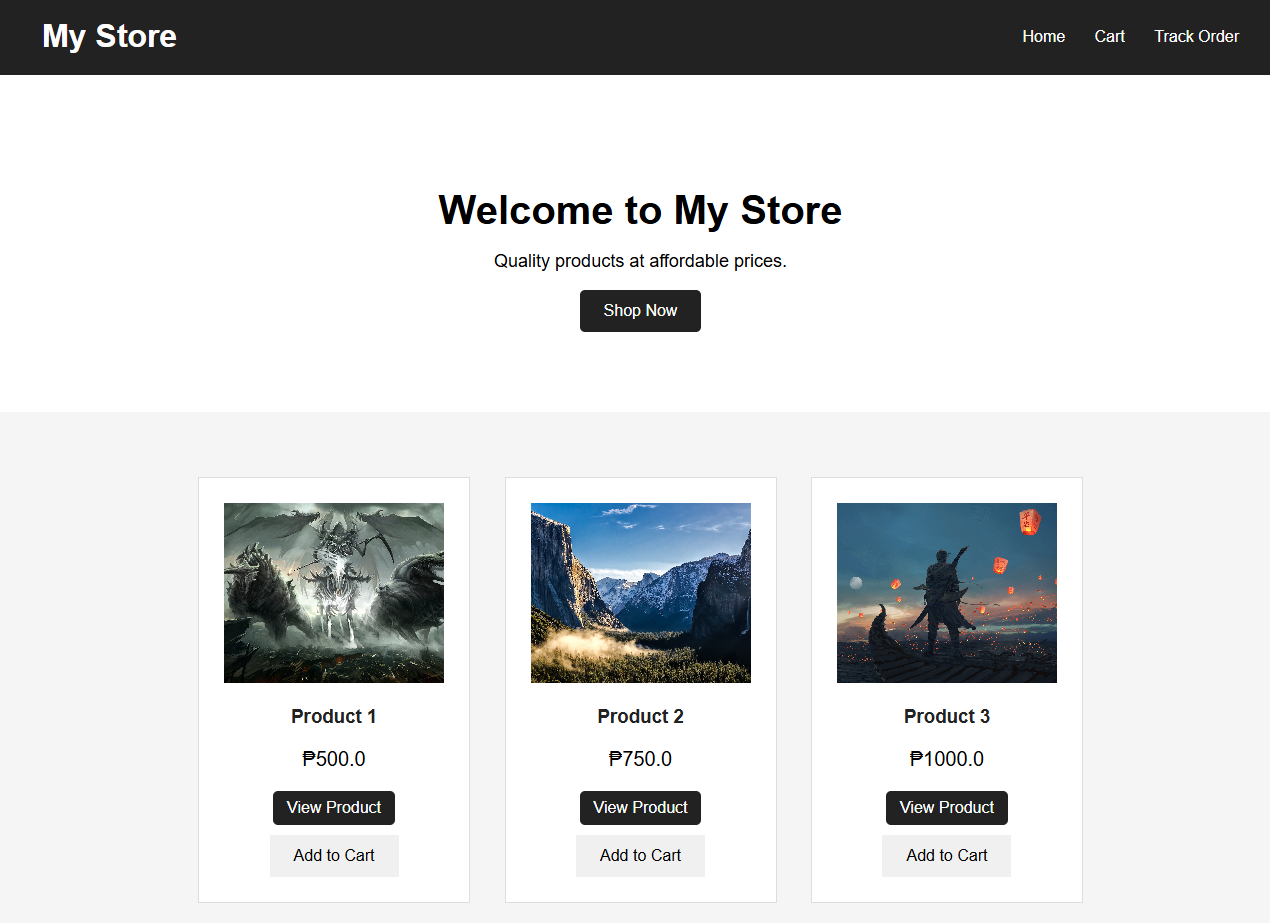 My Store
Home Cart Track Order
Welcome to My Store
Quality products at affordable prices.
Shop Now
Product 1
₱500.0
View Product
Add to Cart
Product 2
₱750.0
View Product
Add to Cart
Product 3
₱1000.0
View Product
Add to Cart